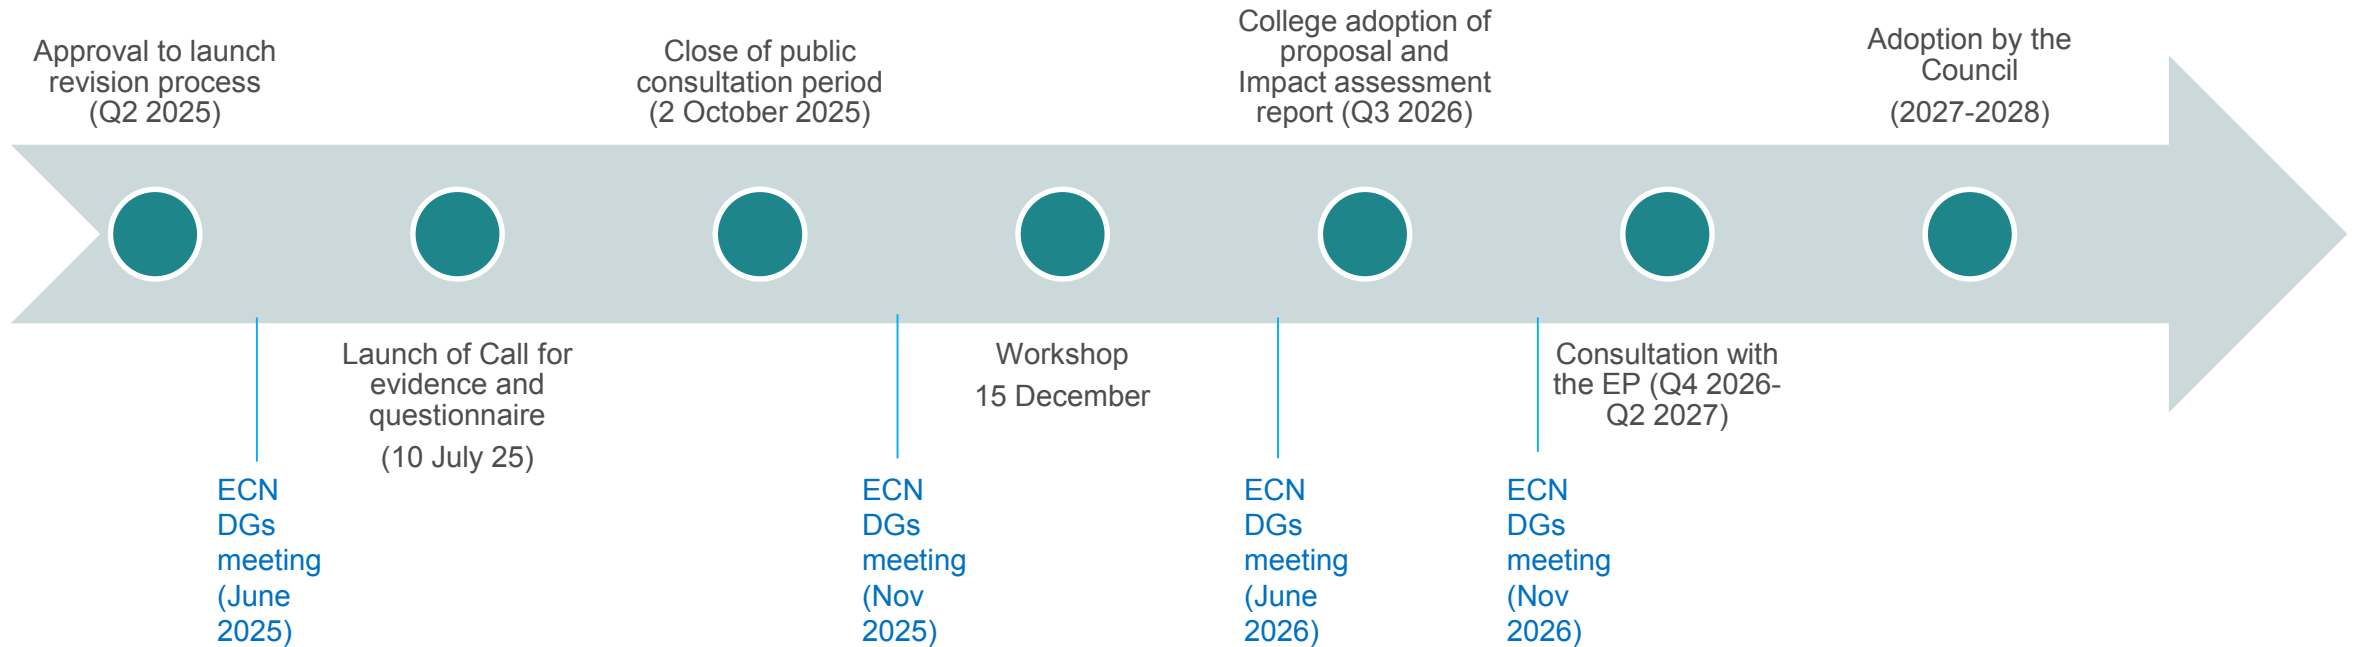 Approval to launch
revision process
(Q2 2025)
Close of public
consultation period
(2 October 2025)
College adoption of
proposal and
Impact assessment
report (Q3 2026)
Adoption by the
Council
(2027-2028)
Launch of Call for
evidence and
questionnaire
(10 July 25)
Workshop
15 December
Consultation with
the EP (Q4 2026-
Q2 2027)
ECN
DGs
meeting
(June
2025)
ECN
DGs
meeting
(Nov
2025)
ECN
DGs
meeting
(June
2026)
ECN
DGs
meeting
(Nov
2026)